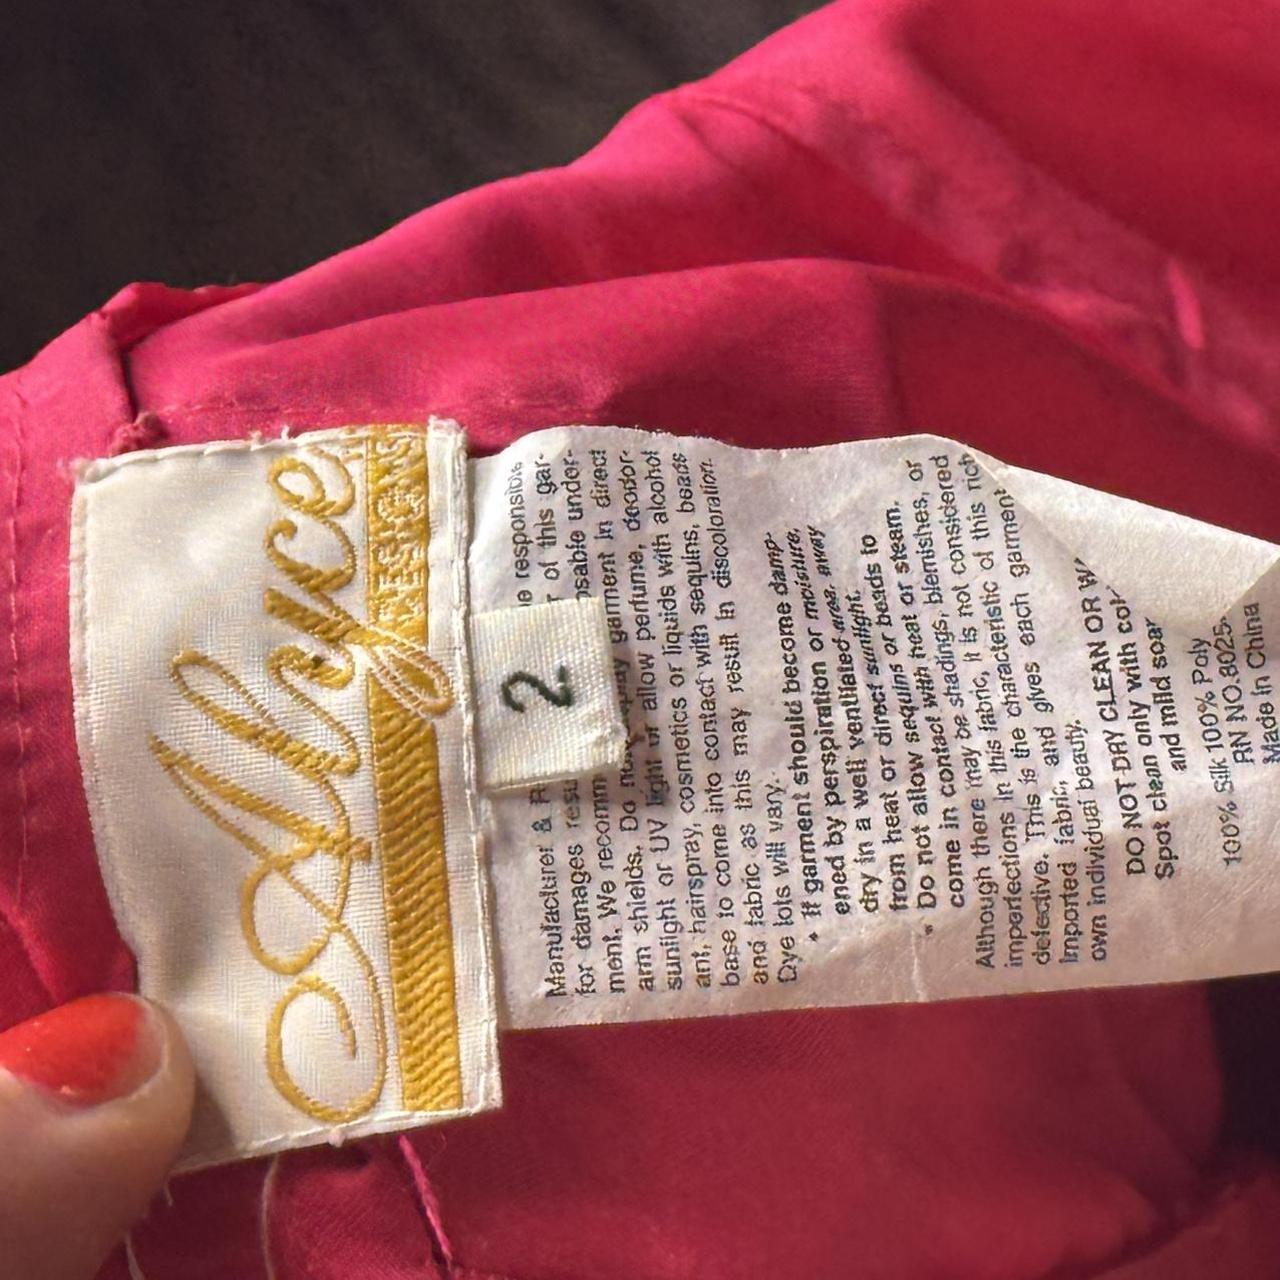 Allyce
DESIGNS
2
responsible
Manufacturer & of this gar-
for damages osable under-
ment. We recomm garment in direct
arm shields. Do allow perfume, deodor-
sunlight or UV light or cosmetics or liquids with alcohol
ant, hairspray, contact with sequins, beads
base to come into result in discoloration.
and fabric as this may
Dye lots will vary.
* If garment should become damp-
ened by perspiration or moisture,
dry in a well ventilated area, away
from heat or direct sunlight.
* Do not allow sequins or beads to
come in contact with heat or steam.
Although there may be shadings, blemishes, or
imperfections in this fabric, it is not considered
defective. This is the characteristic of this rich
imported fabric, and gives each garment
own individual beauty.
DO NOT DRY CLEAN OR
Spot clean only with
and mild soap
100% Silk 100% Poly
RN NO.8025
Made in China